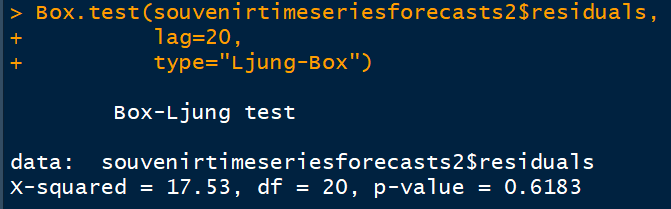 > Box.test(souvenirtimeseriesforecasts2$residuals,
+ lag=20,
+ type="Ljung-Box")
Box-Ljung test
data: souvenirtimeseriesforecasts2$residuals
X-squared = 17.53, df = 20, p-value = 0.6183